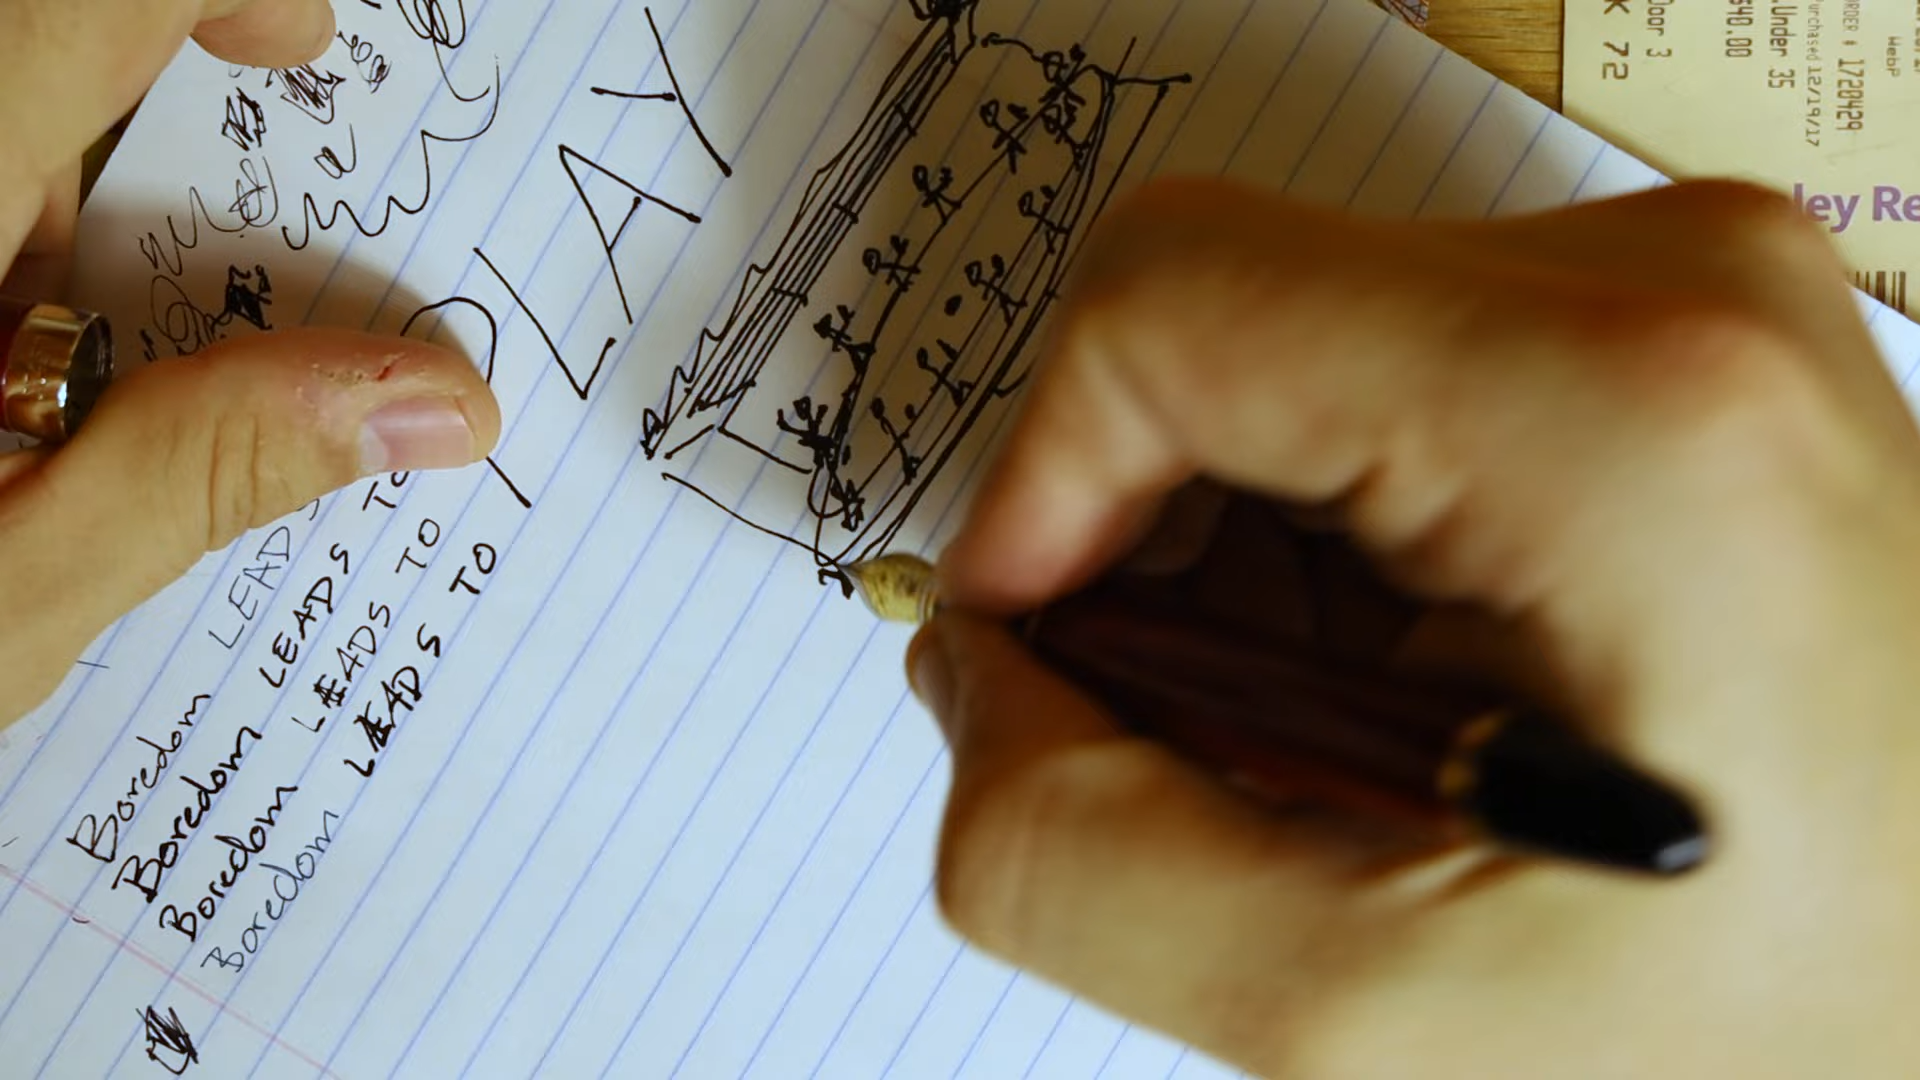 Boredom LEADS
Boredom LEADS TO
Boredom LEADS TO
Boredom LEADS TO
PLAY
ORDER # 1720429
Purchased 12/19/17
Under 35
$40.00
Door 3
K 72
ley Re